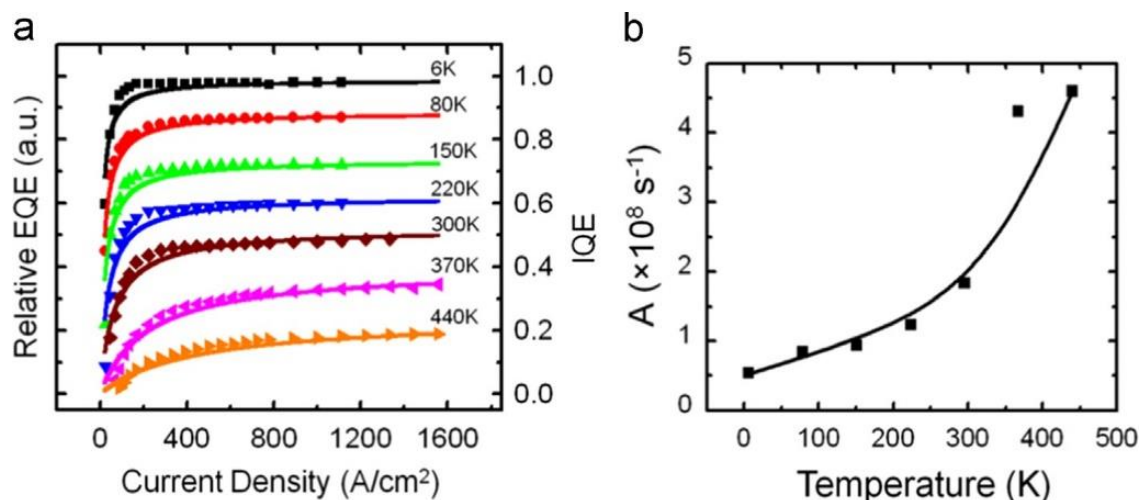 a
Relative EQE (a.u.)
6K
80K
150K
220K
300K
370K
440K
1.0
0.8
0.6
0.4
0.2
0.0
IQE
0 400 800 1200 1600
Current Density (A/cm²)
b
A (×10⁸ s⁻¹)
5
4
3
2
1
0
0 100 200 300 400 500
Temperature (K)